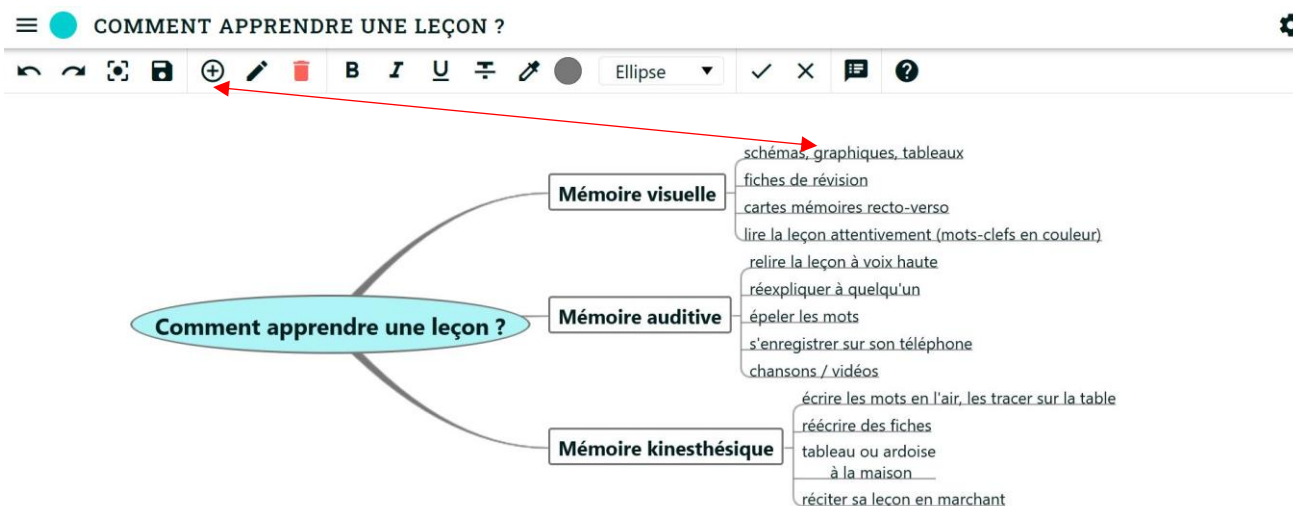 COMMENT APPRENDRE UNE LEÇON ?
B I U Ellipse
schémas, graphiques, tableaux
fiches de révision
Mémoire visuelle
cartes mémoires recto-verso
lire la leçon attentivement (mots-clefs en couleur)
relire la leçon à voix haute
réexpliquer à quelqu'un
Comment apprendre une leçon ?
Mémoire auditive
épeler les mots
s'enregistrer sur son téléphone
chansons / vidéos
écrire les mots en l'air, les tracer sur la table
réécrire des fiches
Mémoire kinesthésique
tableau ou ardoise
à la maison
réciter sa leçon en marchant